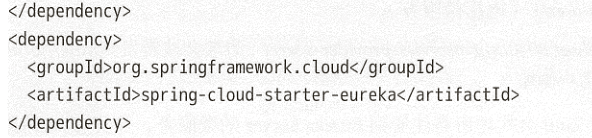 </dependency>
<dependency>
<groupId>org.springframework.cloud</groupId>
<artifactId>spring-cloud-starter-eureka</artifactId>
</dependency>